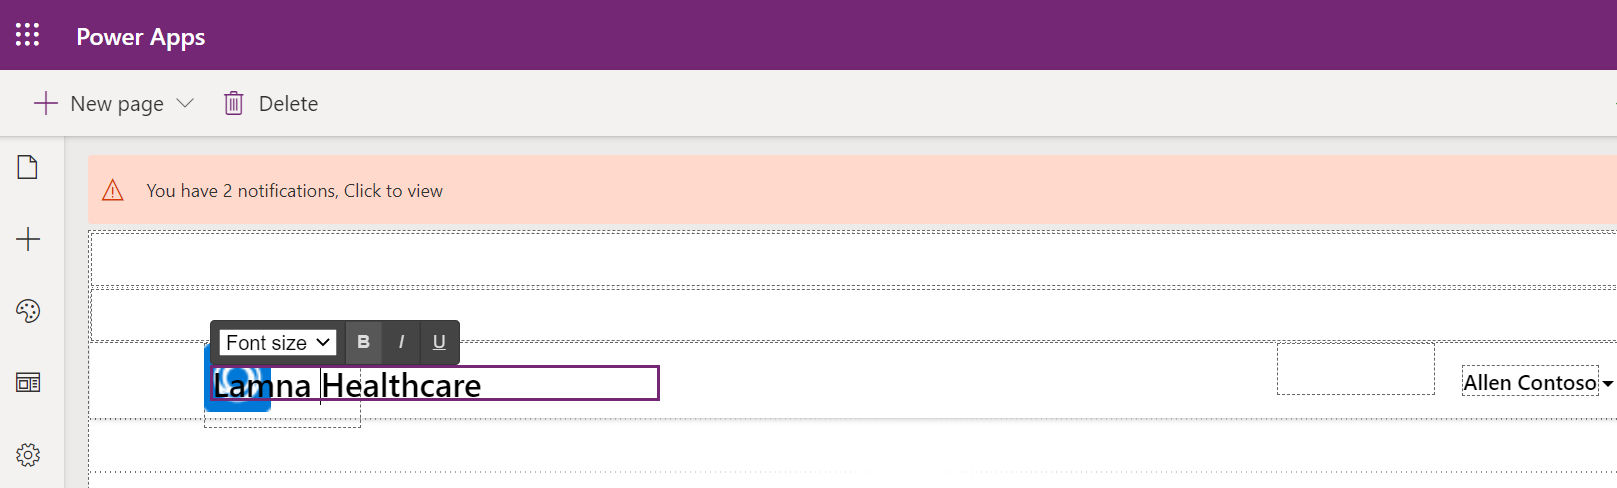 Power Apps
New page Delete
You have 2 notifications, Click to view
Font size B I U
Lamna Healthcare
Allen Contoso